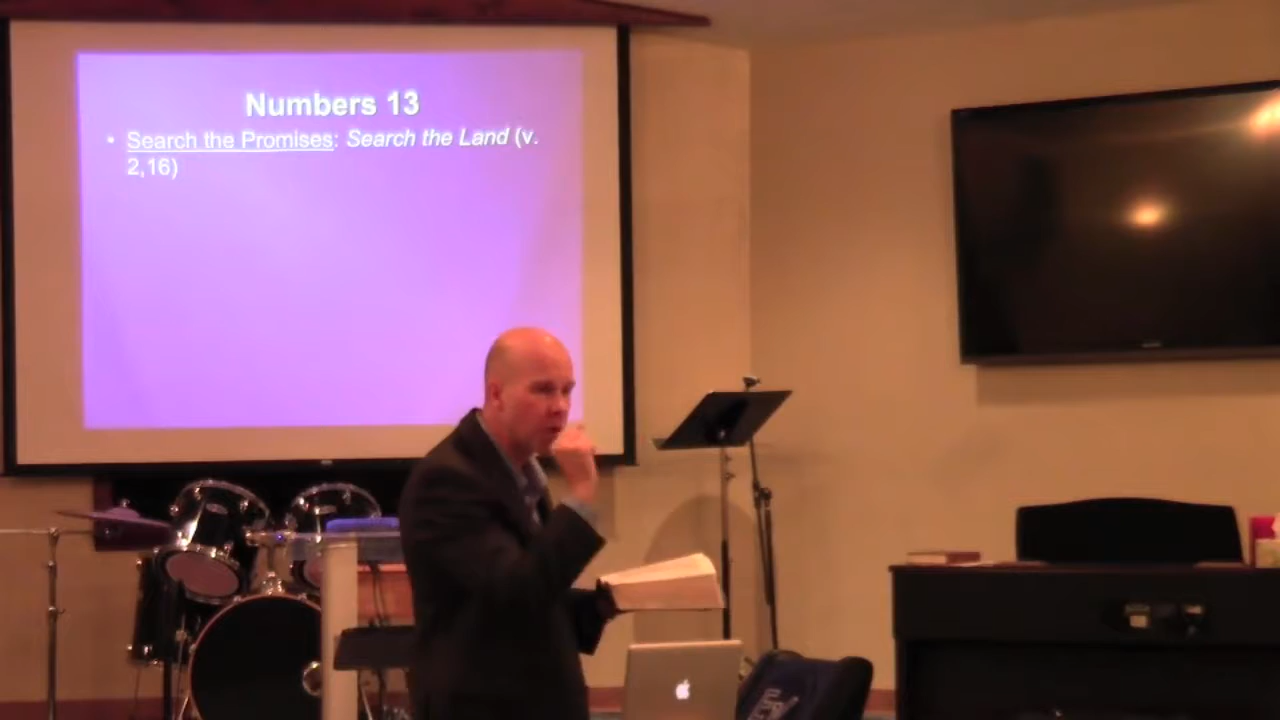 Numbers 13
• Search the Promises: Search the Land (v.
2,16)